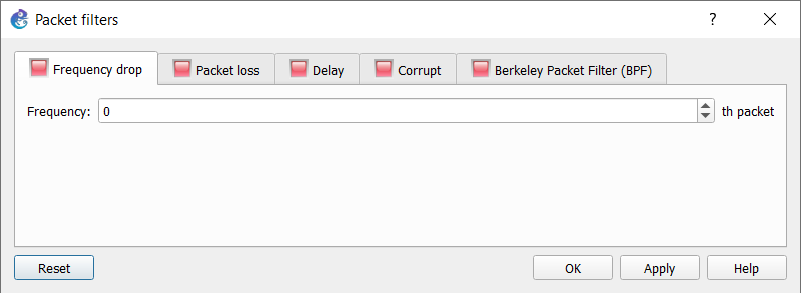 Packet filters
?
Frequency drop Packet loss Delay Corrupt Berkeley Packet Filter (BPF)
Frequency: 0 th packet
Reset OK Apply Help